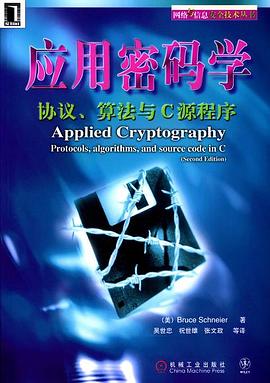 网络与信息安全技术丛书
应用密码学
协议、算法与C源程序
Applied Cryptography
Protocols, algorithms, and source code in C
(Second Edition)
(美) Bruce Schneier 著
吴世忠 祝世雄 张文政 等译
机械工业出版社
China Machine Press